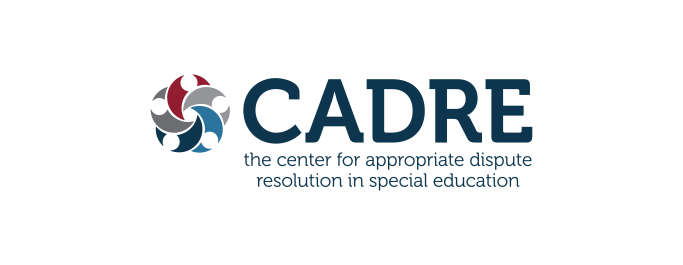 CADRE
the center for appropriate dispute
resolution in special education